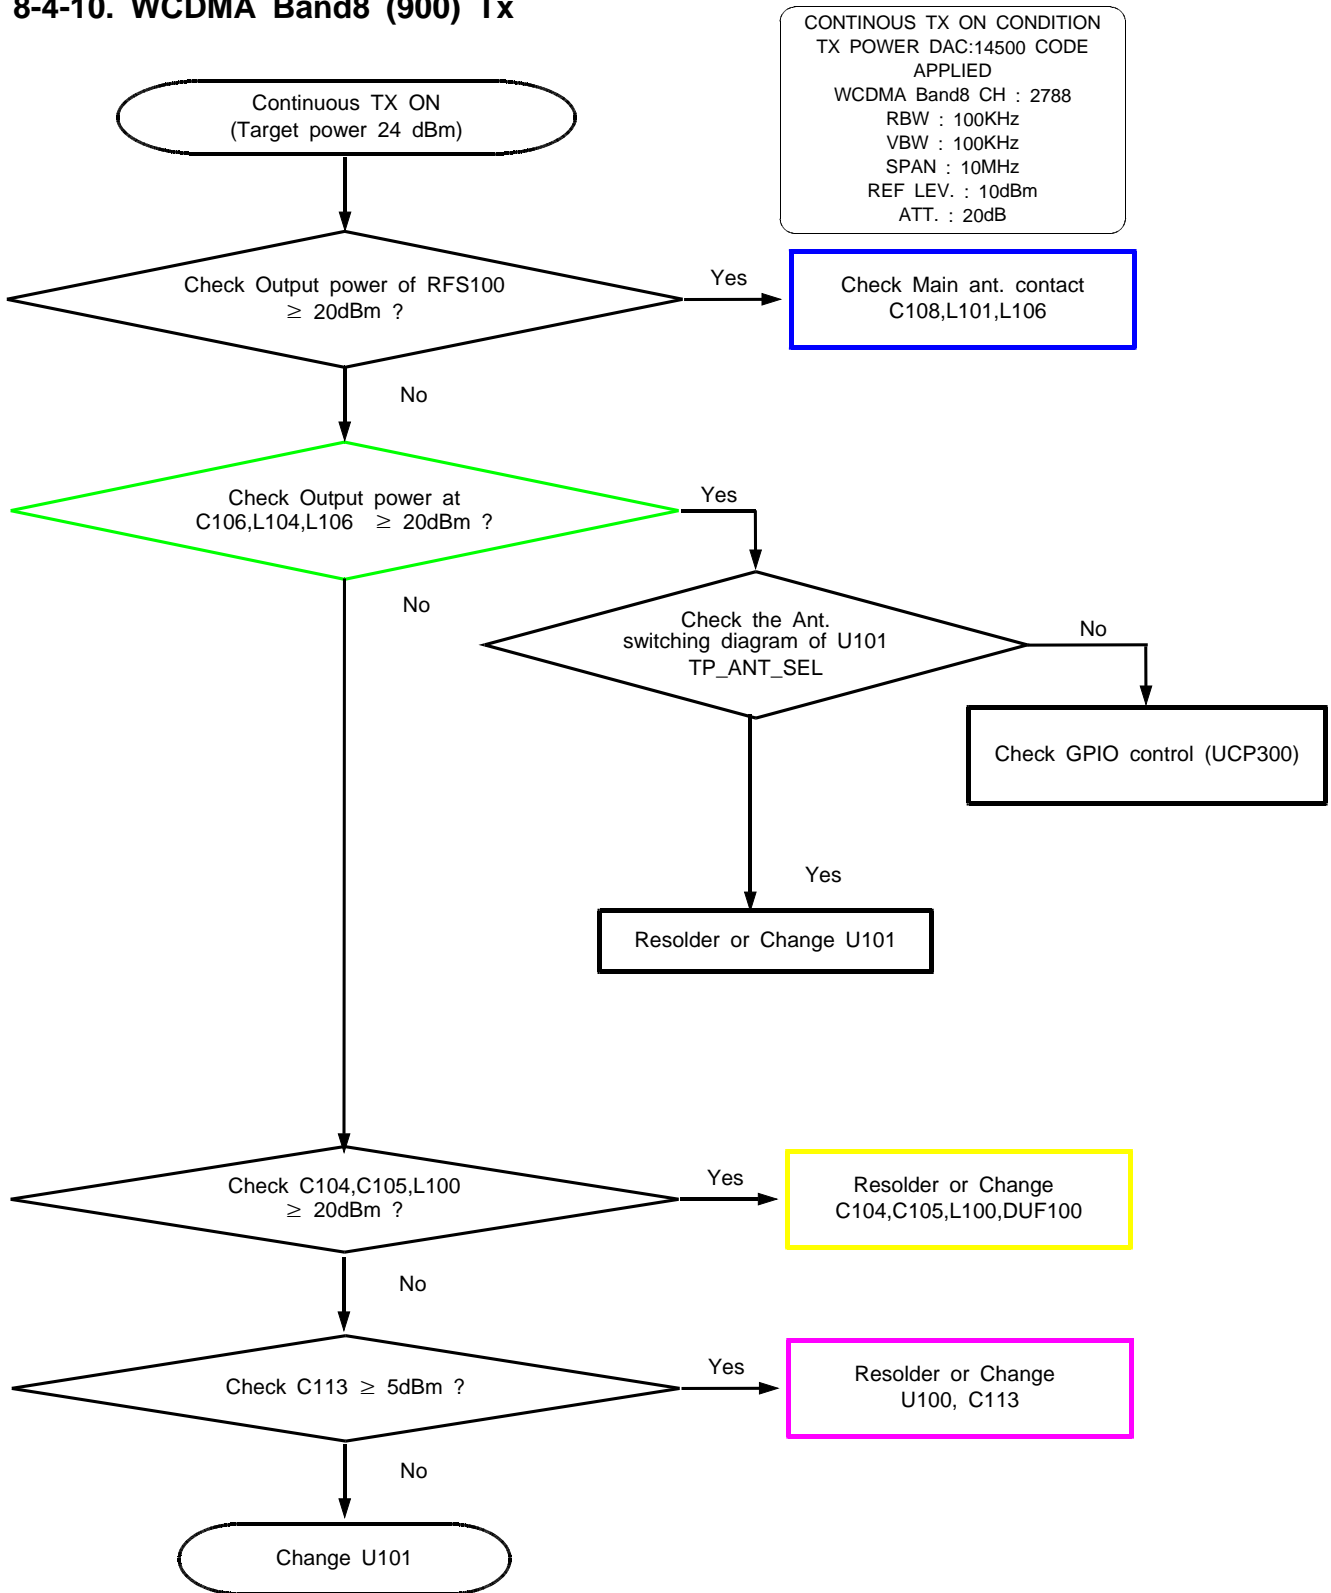 8-4-10. WCDMA Band8 (900) Tx
CONTINOUS TX ON CONDITION
TX POWER DAC:14500 CODE
APPLIED
WCDMA Band8 CH : 2788
RBW : 100KHz
VBW : 100KHz
SPAN : 10MHz
REF LEV. : 10dBm
ATT. : 20dB
Continuous TX ON
(Target power 24 dBm)
Check Output power of RFS100
≥ 20dBm ?
Yes
Check Main ant. contact
C108,L101,L106
No
Check Output power at
C106,L104,L106 ≥ 20dBm ?
Yes
No
Check the Ant.
switching diagram of U101
TP_ANT_SEL
No
Check GPIO control (UCP300)
Yes
Resolder or Change U101
Check C104,C105,L100
≥ 20dBm ?
Yes
Resolder or Change
C104,C105,L100,DUF100
No
Check C113 ≥ 5dBm ?
Yes
Resolder or Change
U100, C113
No
Change U101